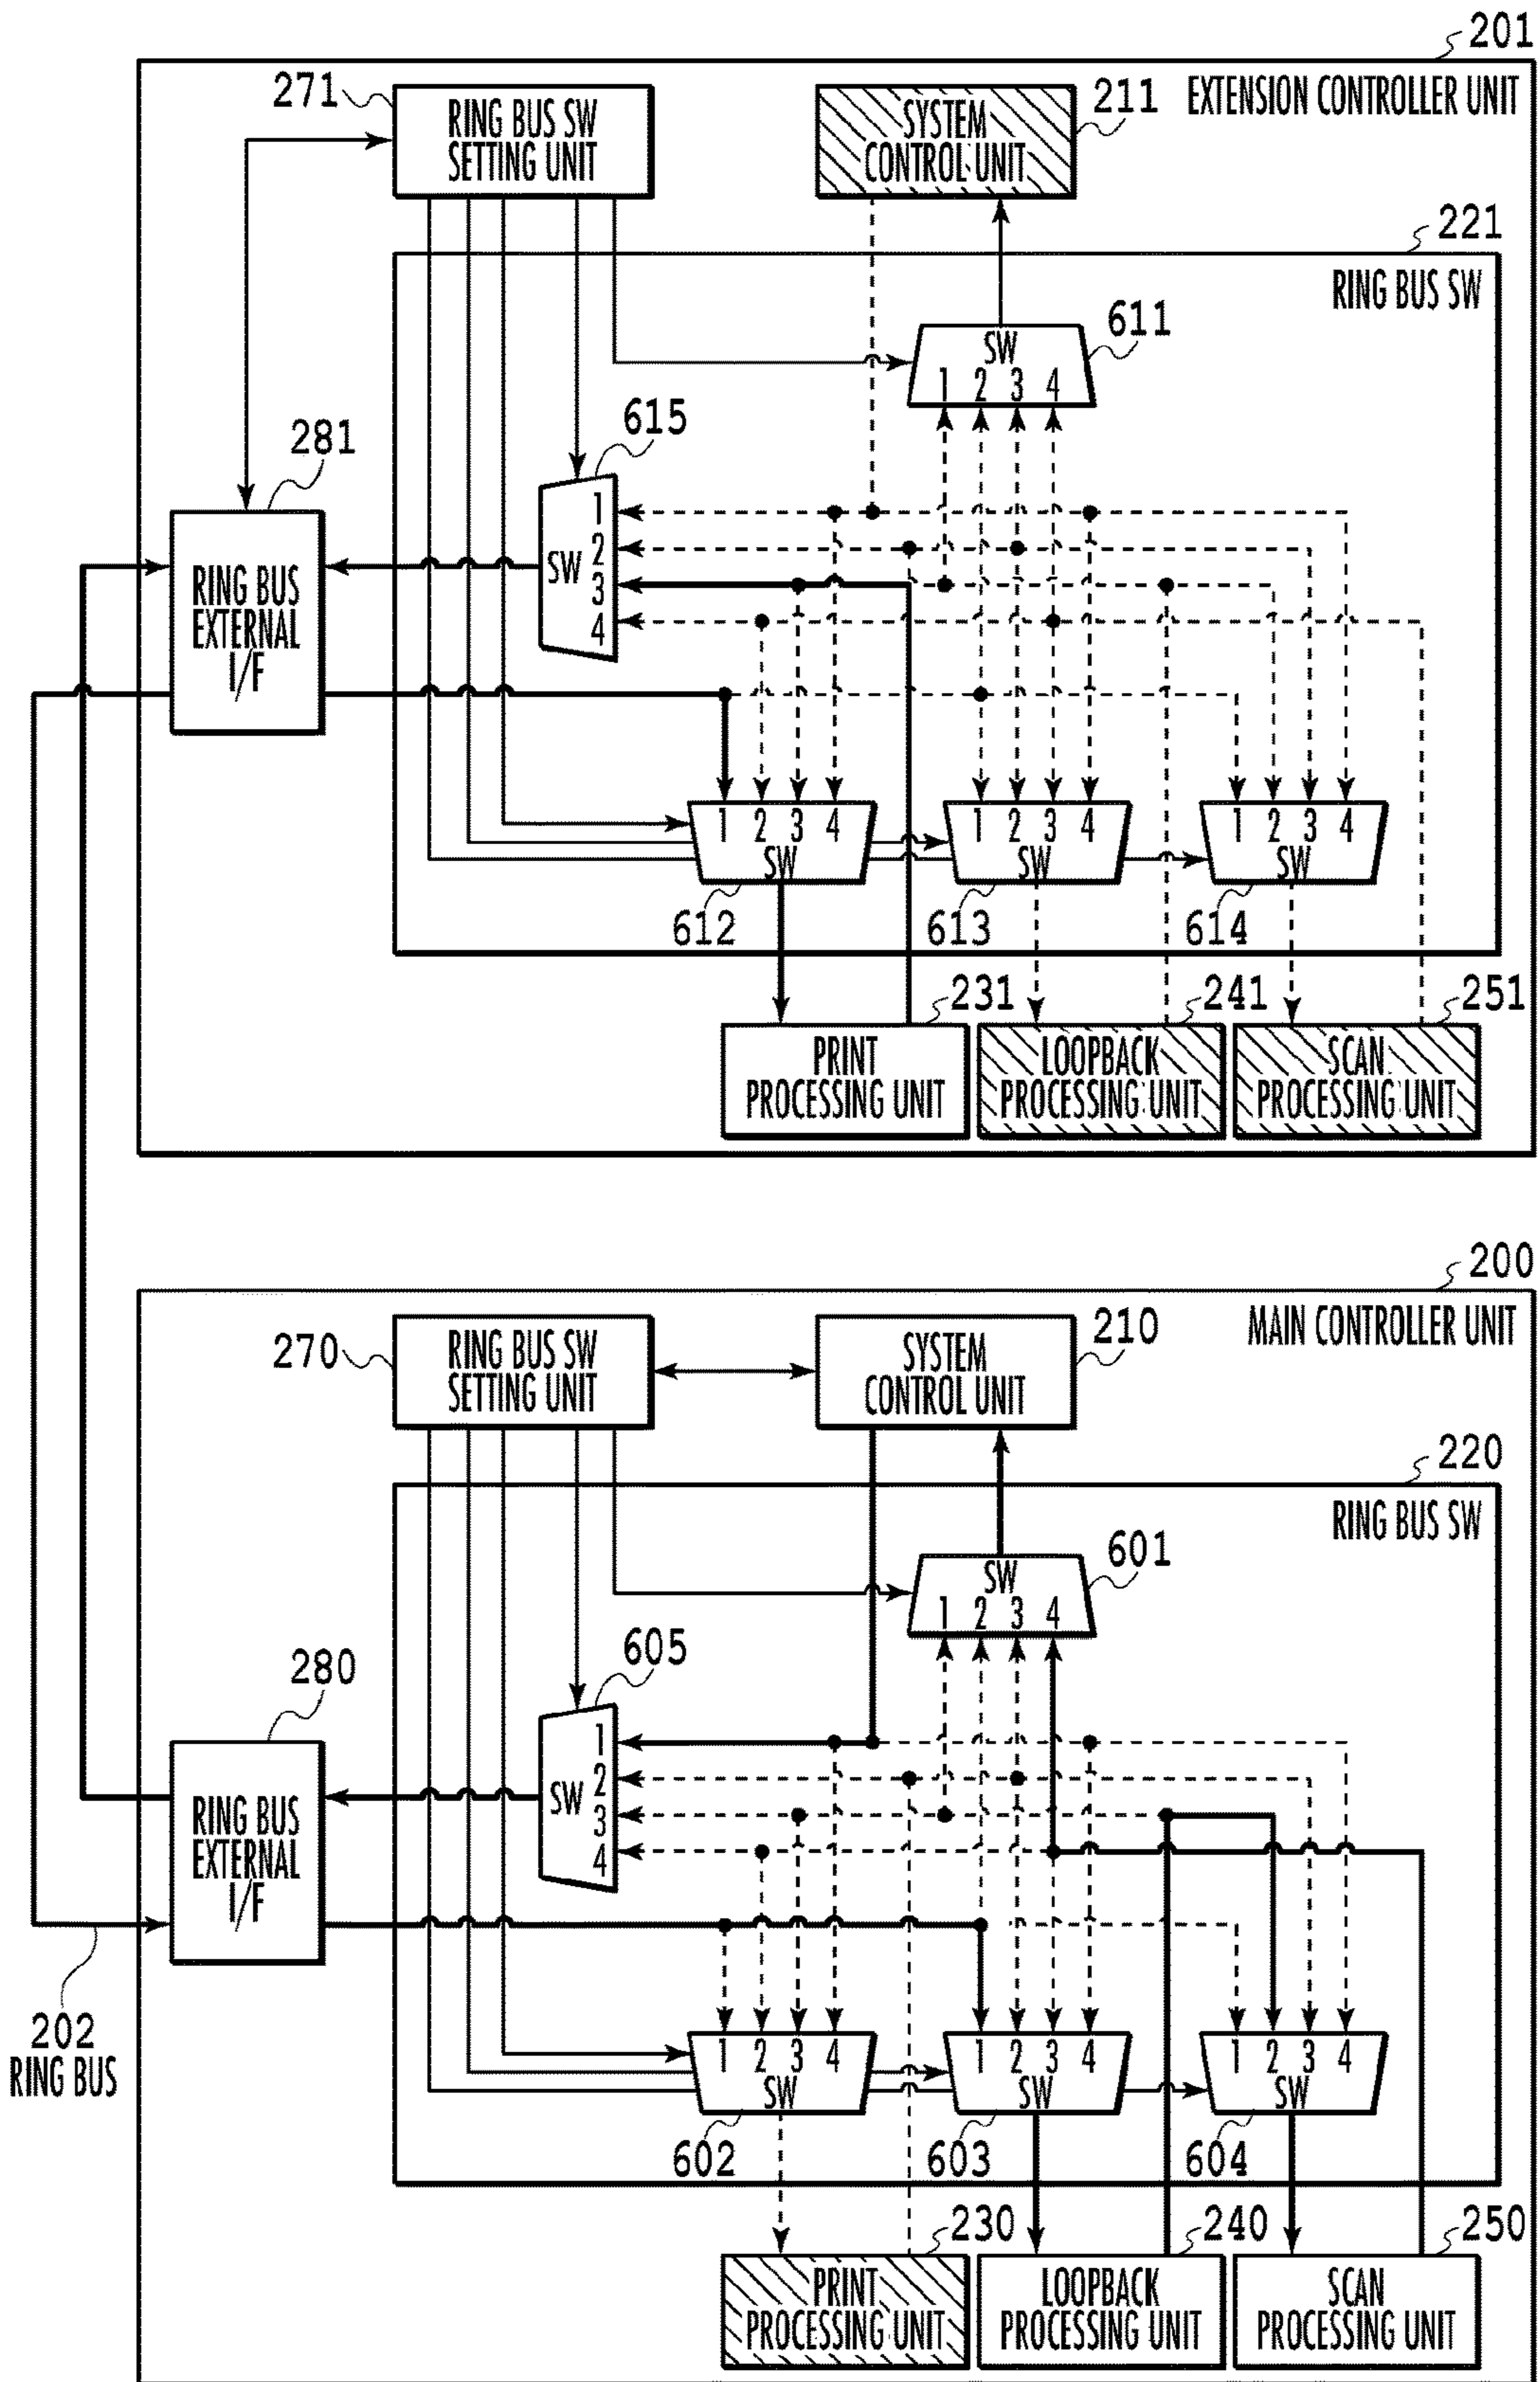 201
EXTENSION CONTROLLER UNIT
271
RING BUS SW
SETTING UNIT
SYSTEM
CONTROL UNIT
211
221
RING BUS SW
611
SW
1 2 3 4
615
281
1
2
SW
3
4
RING BUS
EXTERNAL
I/F
1 2 3 4
SW
1 2 3 4
SW
1 2 3 4
SW
612
613
614
231
241
251
PRINT
PROCESSING UNIT
LOOPBACK
PROCESSING UNIT
SCAN
PROCESSING UNIT
200
MAIN CONTROLLER UNIT
270
RING BUS SW
SETTING UNIT
SYSTEM
CONTROL UNIT
210
220
RING BUS SW
601
SW
1 2 3 4
605
280
1
2
SW
3
4
RING BUS
EXTERNAL
I/F
202
RING BUS
1 2 3 4
SW
1 2 3 4
SW
1 2 3 4
SW
602
603
604
230
240
250
PRINT
PROCESSING UNIT
LOOPBACK
PROCESSING UNIT
SCAN
PROCESSING UNIT